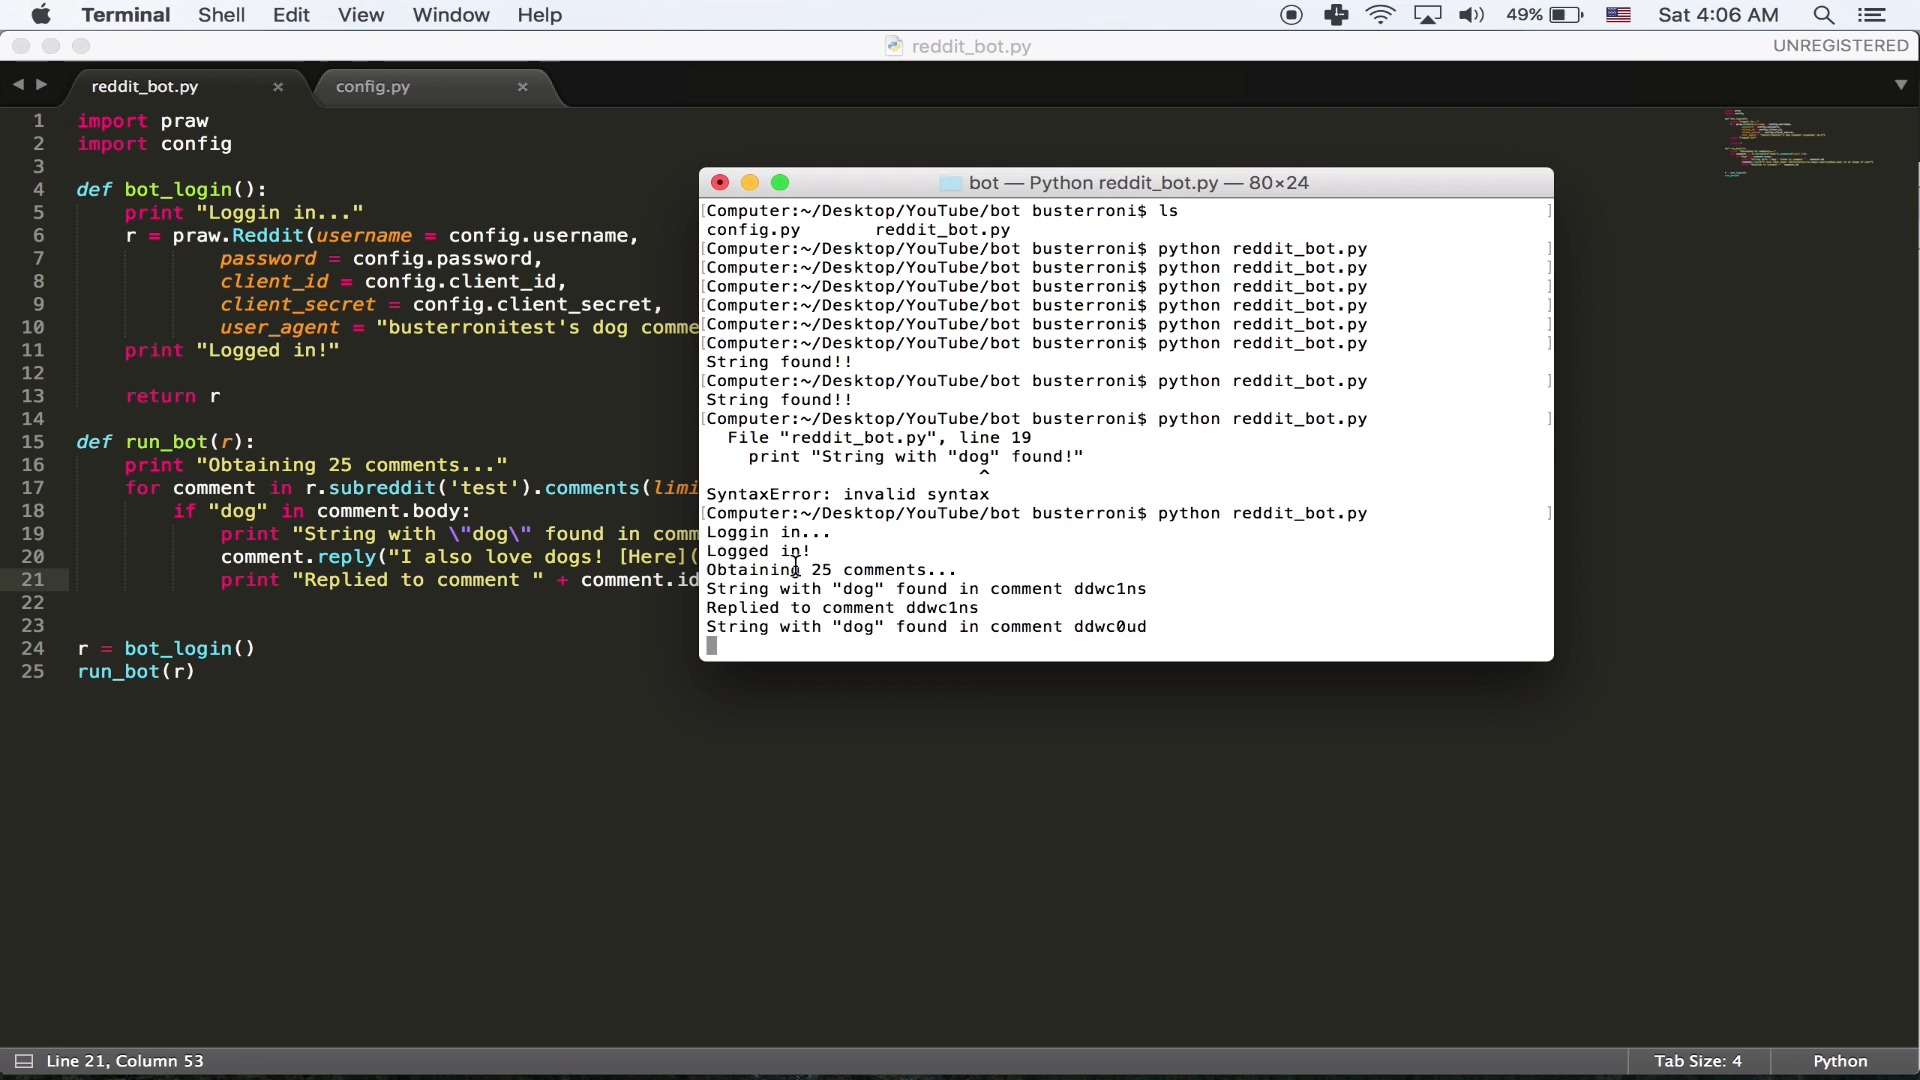 Terminal Shell Edit View Window Help 49% Sat 4:06 AM
reddit_bot.py UNREGISTERED
reddit_bot.py × config.py ×
1 import praw
2 import config
3
4 def bot_login():
5 print "Loggin in..."
6 r = praw.Reddit(username = config.username,
7 password = config.password,
8 client_id = config.client_id,
9 client_secret = config.client_secret,
10 user_agent = "busterronitest's dog comme
11 print "Logged in!"
12
13 return r
14
15 def run_bot(r):
16 print "Obtaining 25 comments..."
17 for comment in r.subreddit('test').comments(limi
18 if "dog" in comment.body:
19 print "String with \"dog\" found in comm
20 comment.reply("I also love dogs! [Here](
21 print "Replied to comment " + comment.id
22
23
24 r = bot_login()
25 run_bot(r)
bot — Python reddit_bot.py — 80×24
[Computer:~/Desktop/YouTube/bot busterroni$ ls ]
config.py reddit_bot.py
[Computer:~/Desktop/YouTube/bot busterroni$ python reddit_bot.py ]
[Computer:~/Desktop/YouTube/bot busterroni$ python reddit_bot.py ]
[Computer:~/Desktop/YouTube/bot busterroni$ python reddit_bot.py ]
[Computer:~/Desktop/YouTube/bot busterroni$ python reddit_bot.py ]
[Computer:~/Desktop/YouTube/bot busterroni$ python reddit_bot.py ]
[Computer:~/Desktop/YouTube/bot busterroni$ python reddit_bot.py ]
String found!!
[Computer:~/Desktop/YouTube/bot busterroni$ python reddit_bot.py ]
String found!!
[Computer:~/Desktop/YouTube/bot busterroni$ python reddit_bot.py ]
File "reddit_bot.py", line 19
print "String with "dog" found!"
^
SyntaxError: invalid syntax
[Computer:~/Desktop/YouTube/bot busterroni$ python reddit_bot.py ]
Loggin in...
Logged in!
Obtaining 25 comments...
String with "dog" found in comment ddwc1ns
Replied to comment ddwc1ns
String with "dog" found in comment ddwc0ud
Line 21, Column 53 Tab Size: 4 Python